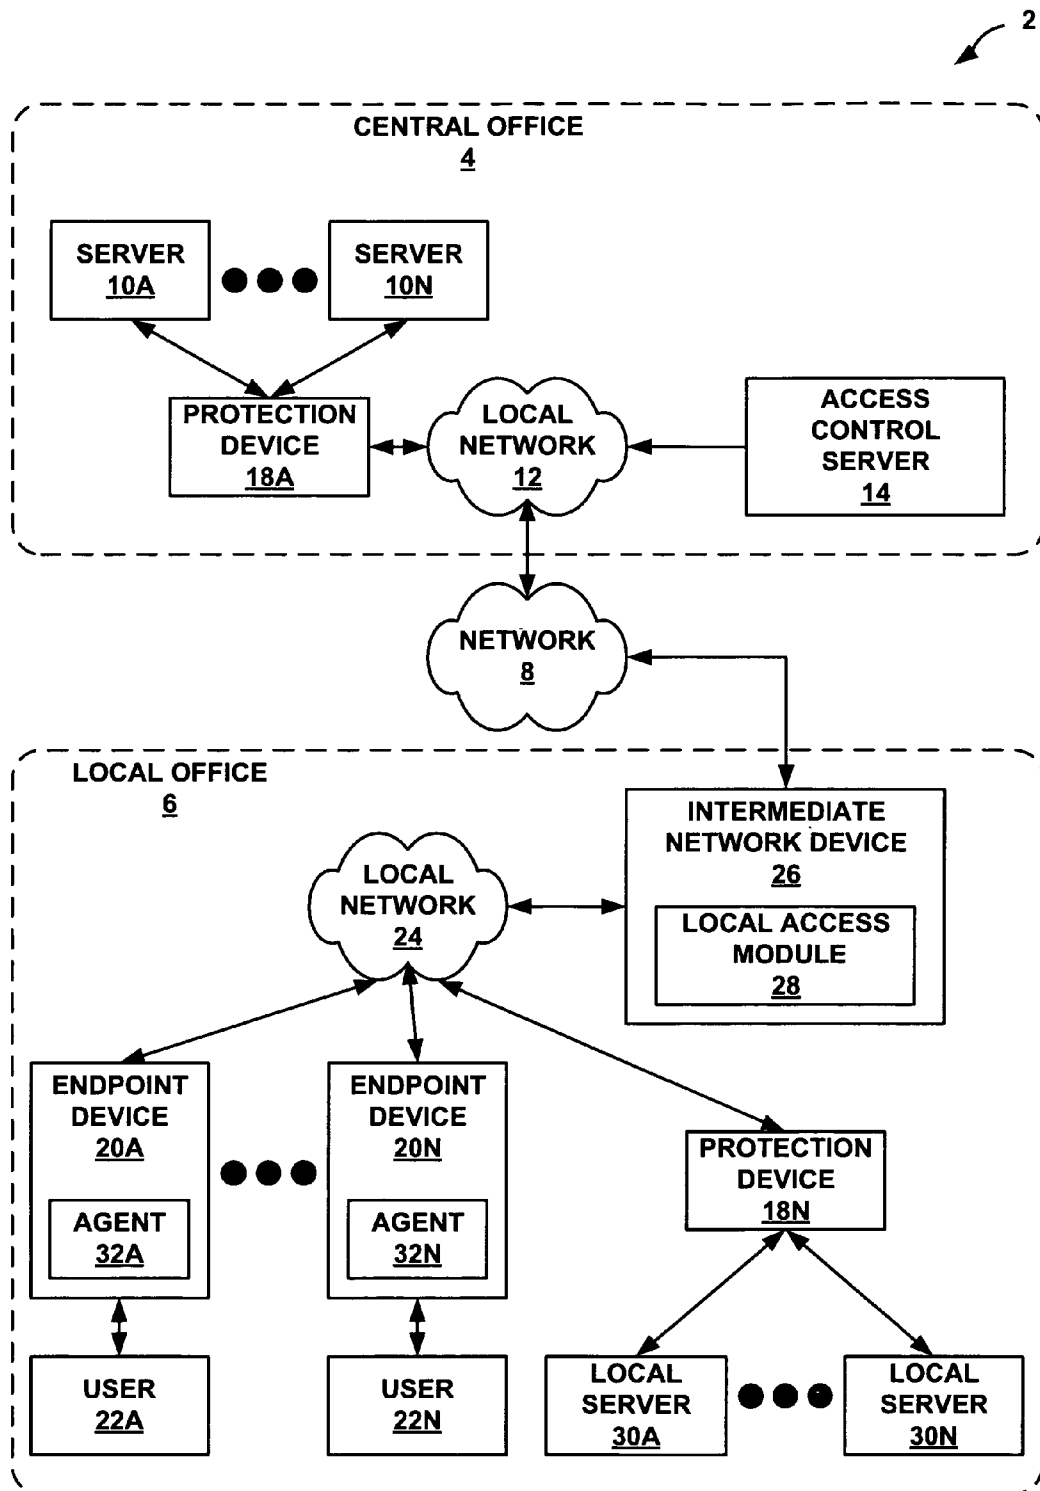 2
CENTRAL OFFICE
4
SERVER
10A
SERVER
10N
PROTECTION
DEVICE
18A
LOCAL
NETWORK
12
ACCESS
CONTROL
SERVER
14
NETWORK
8
LOCAL OFFICE
6
INTERMEDIATE
NETWORK DEVICE
26
LOCAL ACCESS
MODULE
28
LOCAL
NETWORK
24
ENDPOINT
DEVICE
20A
AGENT
32A
ENDPOINT
DEVICE
20N
AGENT
32N
PROTECTION
DEVICE
18N
USER
22A
USER
22N
LOCAL
SERVER
30A
LOCAL
SERVER
30N